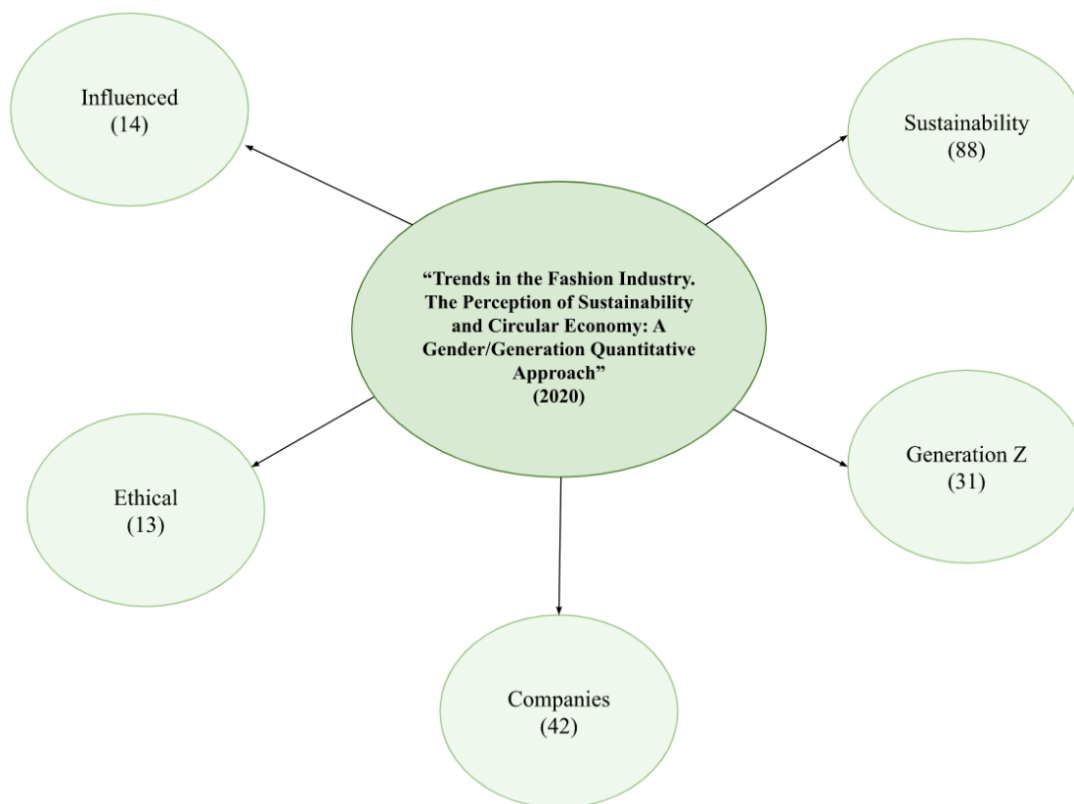 Influenced
(14)
Sustainability
(88)
“Trends in the Fashion Industry.
The Perception of Sustainability
and Circular Economy: A
Gender/Generation Quantitative
Approach”
(2020)
Generation Z
(31)
Ethical
(13)
Companies
(42)